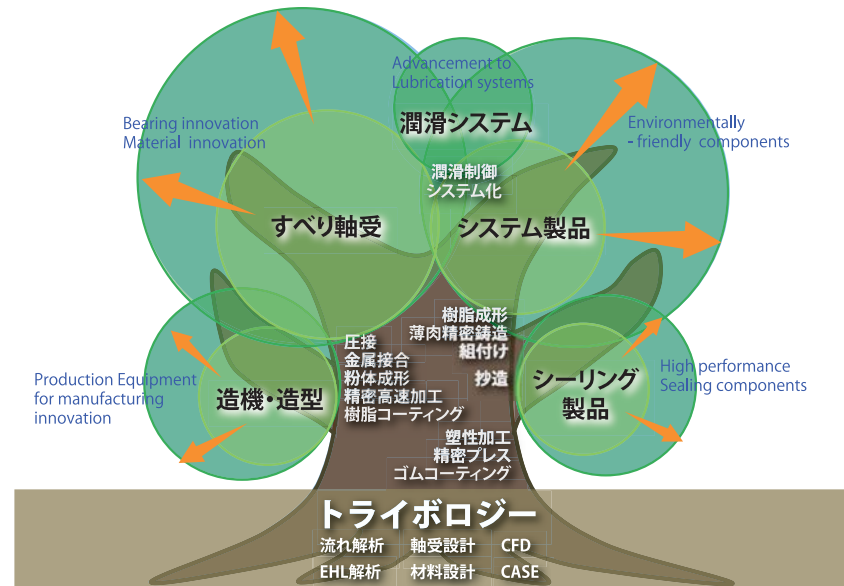 Advancement to
Lubrication systems
潤滑システム
Bearing innovation
Material innovation
Environmentally
- friendly components
潤滑制御
システム化
すべり軸受
システム製品
樹脂成形
薄肉精密鋳造
組付け
抄造
圧接
金属接合
粉体成形
精密高速加工
樹脂コーティング
High performance
Sealing components
シーリング
製品
Production Equipment
for manufacturing
innovation
造機・造型
塑性加工
精密プレス
ゴムコーティング
トライボロジー
流れ解析 軸受設計 CFD
EHL解析 材料設計 CASE